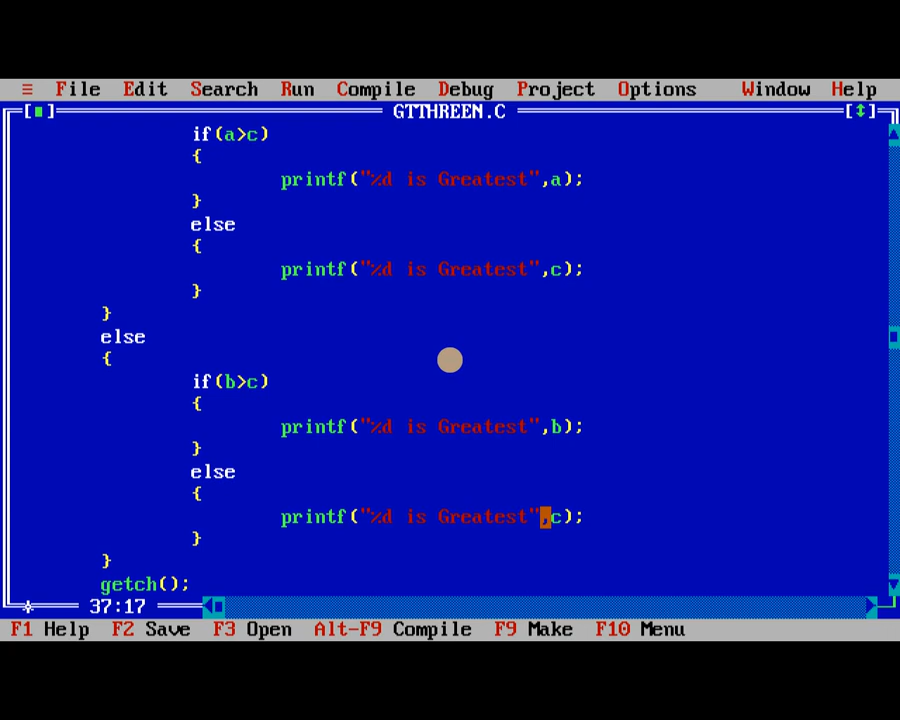 ≡ File Edit Search Run Compile Debug Project Options Window Help
[■] GTTHREEN.C [↕]
if(a>c)
{
printf("%d is Greatest",a);
}
else
{
printf("%d is Greatest",c);
}
}
else
{
if(b>c)
{
printf("%d is Greatest",b);
}
else
{
printf("%d is Greatest",c);
}
}
getch();
37:17
F1 Help F2 Save F3 Open Alt-F9 Compile F9 Make F10 Menu